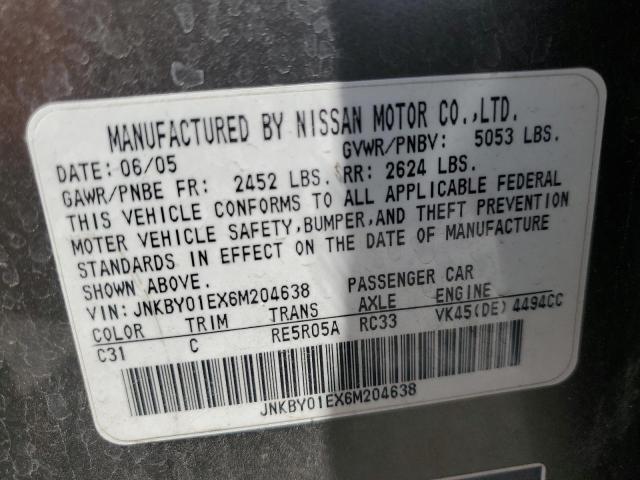 MANUFACTURED BY NISSAN MOTOR CO.,LTD.
DATE: 06/05 GVWR/PNBV: 5053 LBS.
GAWR/PNBE FR: 2452 LBS. RR: 2624 LBS.
THIS VEHICLE CONFORMS TO ALL APPLICABLE FEDERAL
MOTER VEHICLE SAFETY,BUMPER,AND THEFT PREVENTION
STANDARDS IN EFFECT ON THE DATE OF MANUFACTURE
SHOWN ABOVE.
VIN: JNKBY01EX6M204638 PASSENGER CAR
COLOR TRIM TRANS AXLE ENGINE
C31 C RE5R05A RC33 VK45(DE) 4494CC
JNKBY01EX6M204638